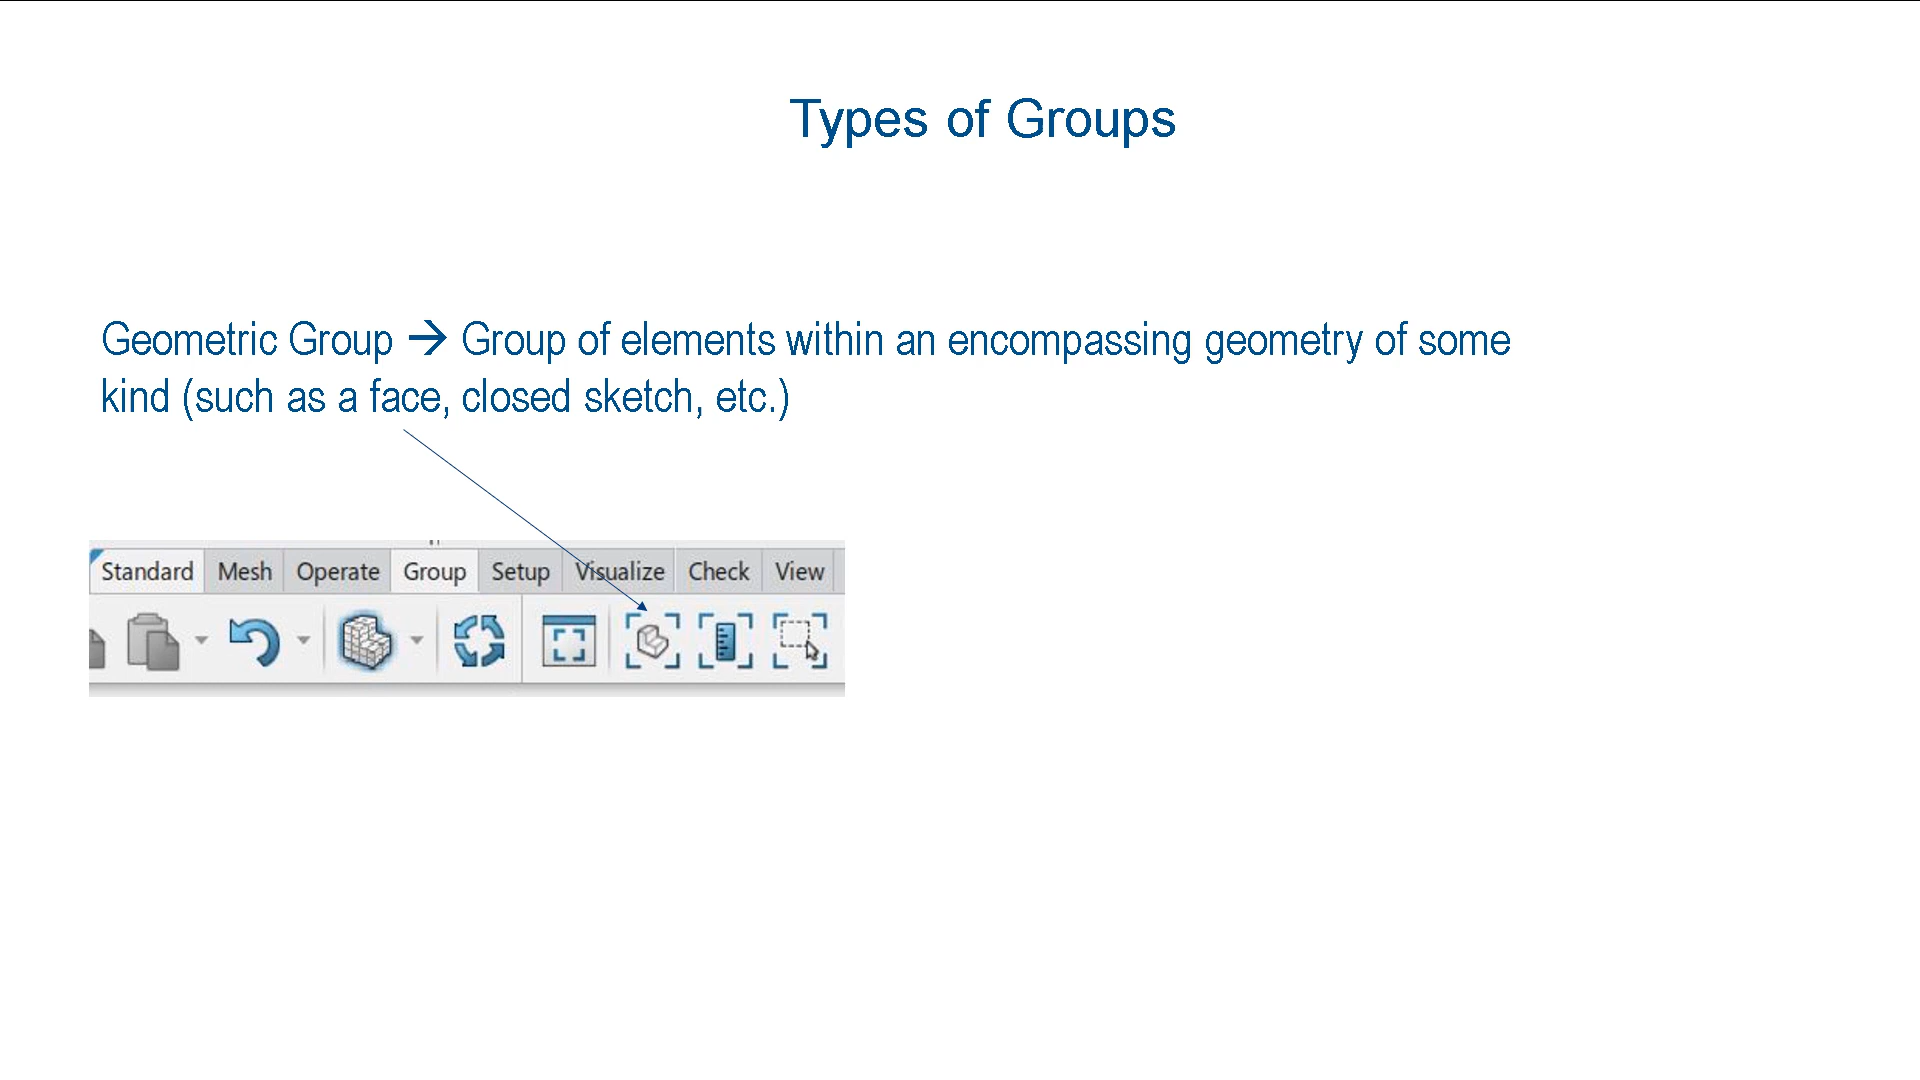 Types of Groups
Geometric Group → Group of elements within an encompassing geometry of some
kind (such as a face, closed sketch, etc.)
Standard Mesh Operate Group Setup Visualize Check View